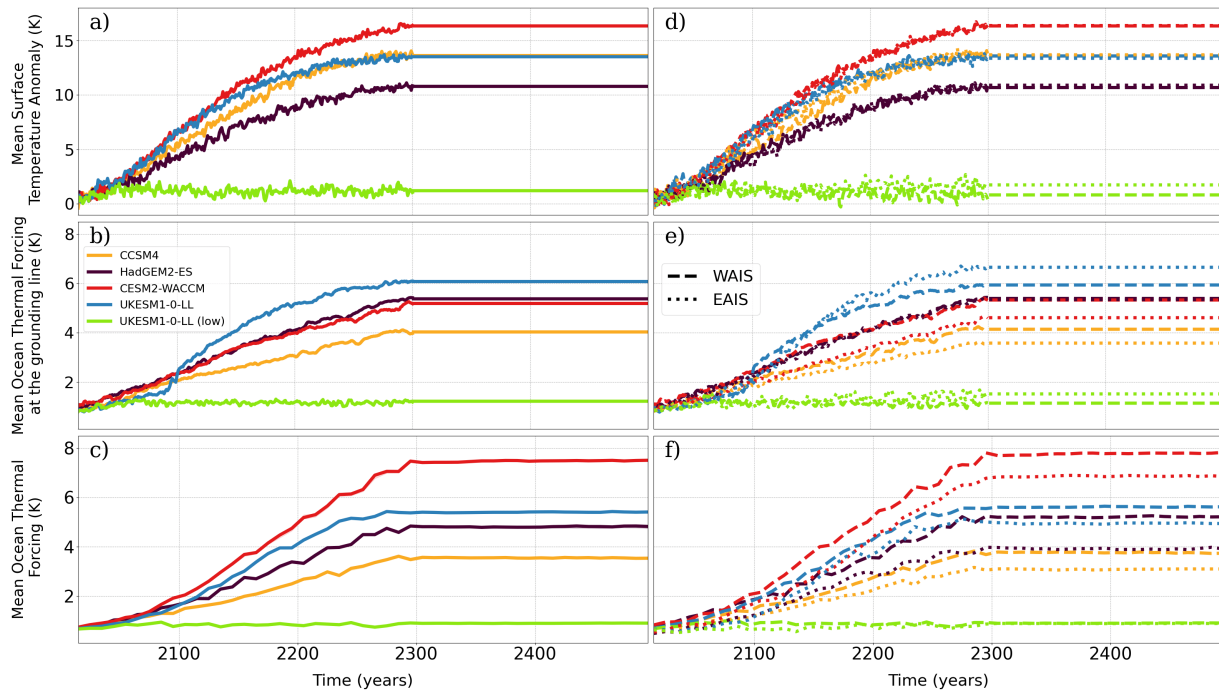 a)
Mean Surface
Temperature Anomaly (K)
15
10
5
0
d)
b)
Mean Ocean Thermal Forcing
at the grounding line (K)
8
6
4
2
CCSM4
HadGEM2-ES
CESM2-WACCM
UKESM1-0-LL
UKESM1-0-LL (low)
e)
WAIS
EAIS
c)
Mean Ocean Thermal
Forcing (K)
8
6
4
2
2100
2200
2300
2400
Time (years)
f)
2100
2200
2300
2400
Time (years)